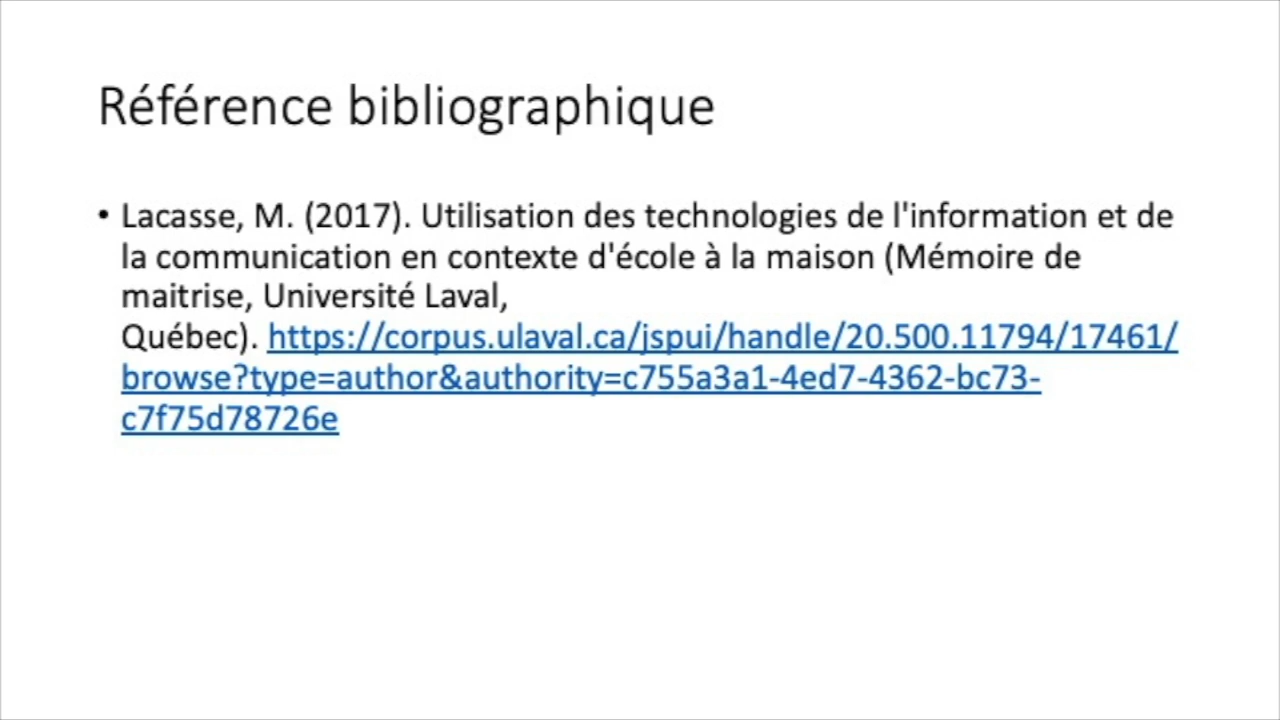 Référence bibliographique
• Lacasse, M. (2017). Utilisation des technologies de l'information et de
la communication en contexte d'école à la maison (Mémoire de
maitrise, Université Laval,
Québec). https://corpus.ulaval.ca/jspui/handle/20.500.11794/17461/
browse?type=author&authority=c755a3a1-4ed7-4362-bc73-
c7f75d78726e